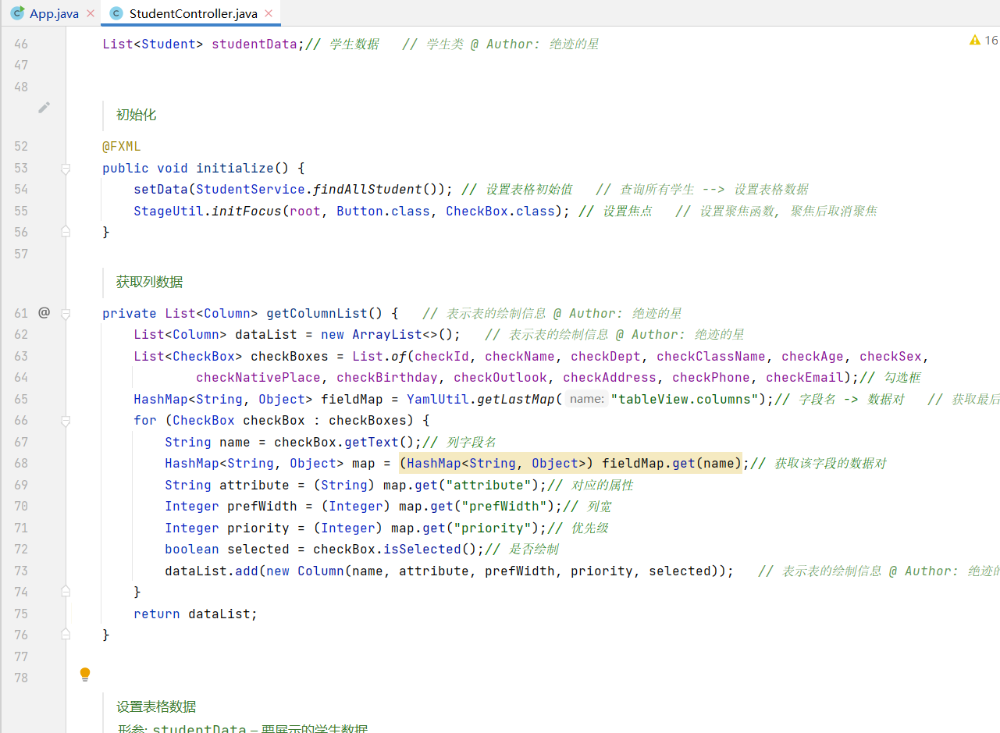 App.java StudentController.java
16
46 List<Student> studentData;// 学生数据 // 学生类 @ Author: 绝迹的星
47
48
初始化
52 @FXML
53 public void initialize() {
54 setData(StudentService.findAllStudent()); // 设置表格初始值 // 查询所有学生 --> 设置表格数据
55 StageUtil.initFocus(root, Button.class, CheckBox.class); // 设置焦点 // 设置聚焦函数, 聚焦后取消聚焦
56 }
57
获取列数据
61 @ private List<Column> getColumnList() { // 表示表的绘制信息 @ Author: 绝迹的星
62 List<Column> dataList = new ArrayList<>(); // 表示表的绘制信息 @ Author: 绝迹的星
63 List<CheckBox> checkBoxes = List.of(checkId, checkName, checkDept, checkClassName, checkAge, checkSex,
64 checkNativePlace, checkBirthday, checkOutlook, checkAddress, checkPhone, checkEmail);// 勾选框
65 HashMap<String, Object> fieldMap = YamlUtil.getLastMap( name: "tableView.columns");// 字段名 -> 数据对 // 获取最后
66 for (CheckBox checkBox : checkBoxes) {
67 String name = checkBox.getText();// 列字段名
68 HashMap<String, Object> map = (HashMap<String, Object>) fieldMap.get(name);// 获取该字段的数据对
69 String attribute = (String) map.get("attribute");// 对应的属性
70 Integer prefWidth = (Integer) map.get("prefWidth");// 列宽
71 Integer priority = (Integer) map.get("priority");// 优先级
72 boolean selected = checkBox.isSelected();// 是否绘制
73 dataList.add(new Column(name, attribute, prefWidth, priority, selected)); // 表示表的绘制信息 @ Author: 绝迹的
74 }
75 return dataList;
76 }
77
78
设置表格数据
形参: studentData – 要展示的学生数据